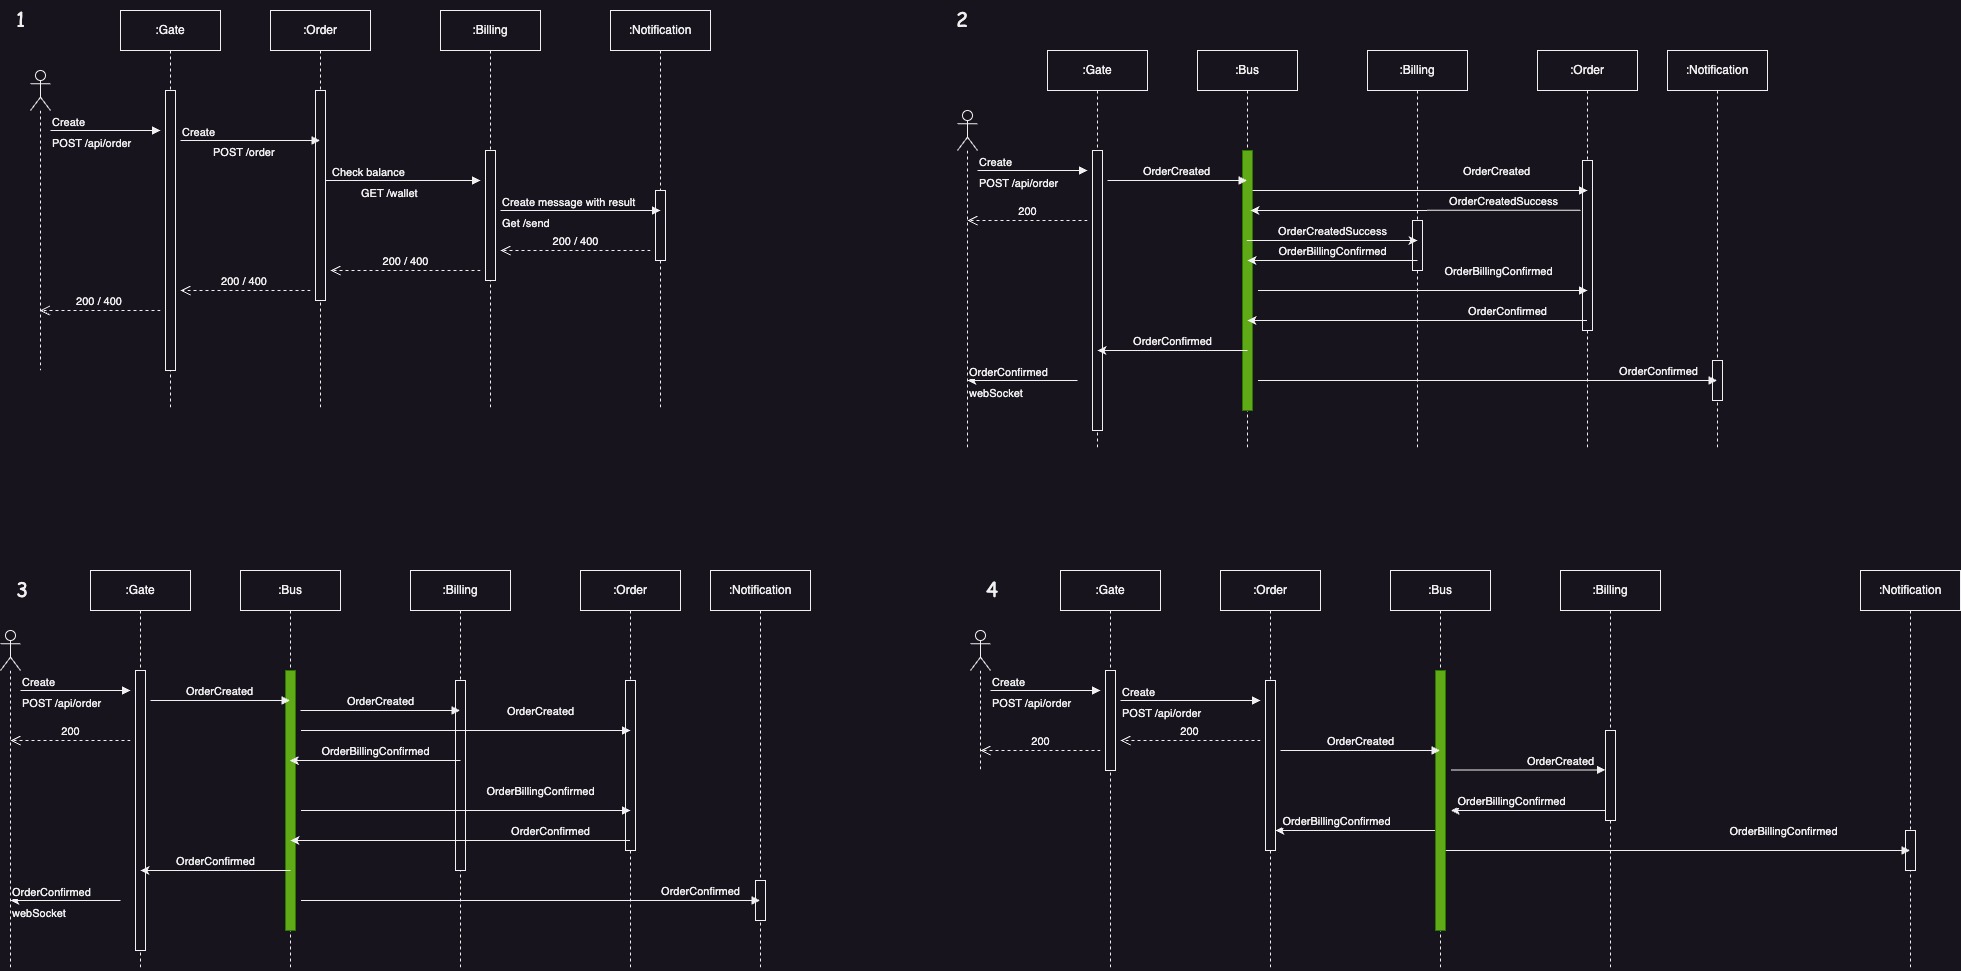 1
:Gate
:Order
:Billing
:Notification
Create
POST /api/order
Create
POST /order
Check balance
GET /wallet
Create message with result
Get /send
200 / 400
200 / 400
200 / 400
200 / 400
2
:Gate
:Bus
:Billing
:Order
:Notification
Create
POST /api/order
OrderCreated
OrderCreated
200
OrderCreatedSuccess
OrderCreatedSuccess
OrderBillingConfirmed
OrderBillingConfirmed
OrderConfirmed
OrderConfirmed
OrderConfirmed
webSocket
OrderConfirmed
3
:Gate
:Bus
:Billing
:Order
:Notification
Create
POST /api/order
OrderCreated
OrderCreated
OrderCreated
200
OrderBillingConfirmed
OrderBillingConfirmed
OrderConfirmed
OrderConfirmed
OrderConfirmed
webSocket
OrderConfirmed
4
:Gate
:Order
:Bus
:Billing
:Notification
Create
POST /api/order
Create
POST /api/order
200
200
OrderCreated
OrderCreated
OrderBillingConfirmed
OrderBillingConfirmed
OrderBillingConfirmed